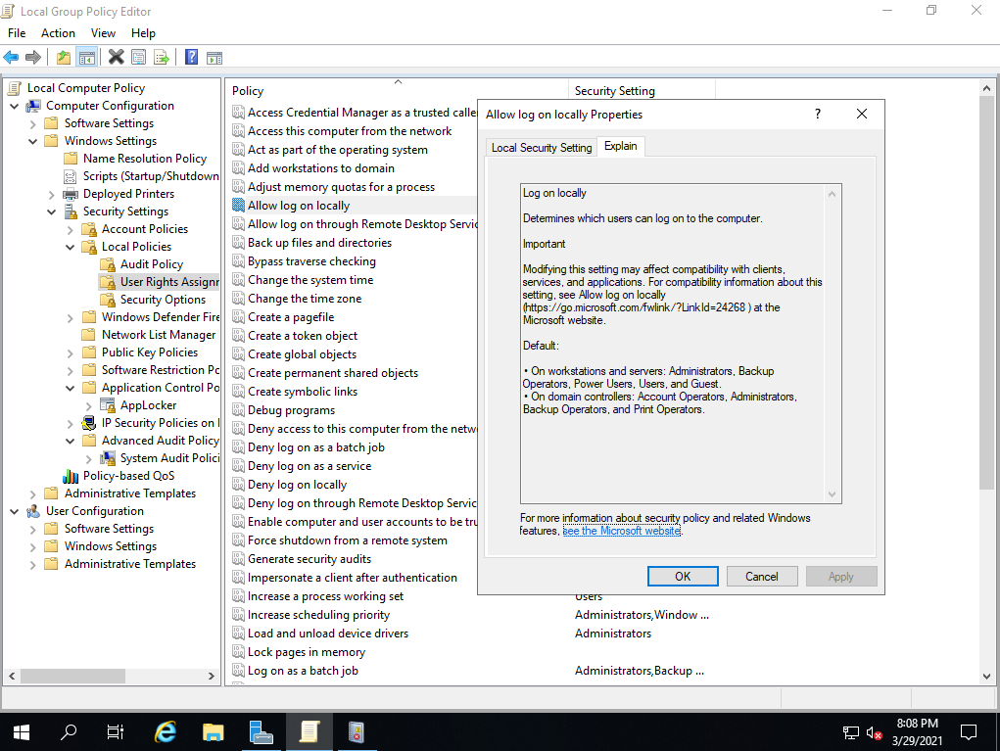 Local Group Policy Editor
File Action View Help
Local Computer Policy
Computer Configuration
Software Settings
Windows Settings
Name Resolution Policy
Scripts (Startup/Shutdown
Deployed Printers
Security Settings
Account Policies
Local Policies
Audit Policy
User Rights Assignr
Security Options
Windows Defender Fire
Network List Manager
Public Key Policies
Software Restriction Po
Application Control Po
AppLocker
IP Security Policies on
Advanced Audit Policy
System Audit Polici
Policy-based QoS
Administrative Templates
User Configuration
Software Settings
Windows Settings
Administrative Templates
Policy Security Setting
Access Credential Manager as a trusted calle
Access this computer from the network
Act as part of the operating system
Add workstations to domain
Adjust memory quotas for a process
Allow log on locally
Allow log on through Remote Desktop Servic
Back up files and directories
Bypass traverse checking
Change the system time
Change the time zone
Create a pagefile
Create a token object
Create global objects
Create permanent shared objects
Create symbolic links
Debug programs
Deny access to this computer from the netw
Deny log on as a batch job
Deny log on as a service
Deny log on locally
Deny log on through Remote Desktop Servic
Enable computer and user accounts to be tru
Force shutdown from a remote system
Generate security audits
Impersonate a client after authentication
Increase a process working set Users
Increase scheduling priority Administrators,Window ...
Load and unload device drivers Administrators
Lock pages in memory
Log on as a batch job Administrators,Backup ...
Allow log on locally Properties ?
Local Security Setting Explain
Log on locally
Determines which users can log on to the computer.
Important
Modifying this setting may affect compatibility with clients,
services, and applications. For compatibility information about this
setting, see Allow log on locally
(https://go.microsoft.com/fwlink/?LinkId=24268 ) at the
Microsoft website.
Default:
• On workstations and servers: Administrators, Backup
Operators, Power Users, Users, and Guest.
• On domain controllers: Account Operators, Administrators,
Backup Operators, and Print Operators.
For more information about security policy and related Windows
features, see the Microsoft website.
OK Cancel Apply
8:08 PM
3/29/2021